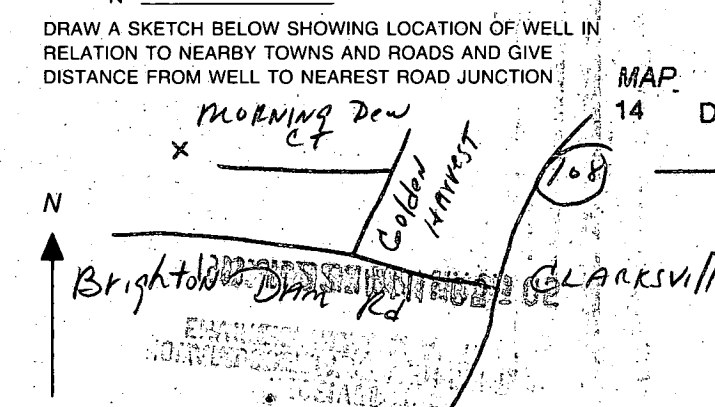 DRAW A SKETCH BELOW SHOWING LOCATION OF WELL IN
RELATION TO NEARBY TOWNS AND ROADS AND GIVE
DISTANCE FROM WELL TO NEAREST ROAD JUNCTION
MAP
14 D
MORNING Dew
CT
X
Golden
HARVEST
108
N
Brighton DAM Rd
CLARKSVILL